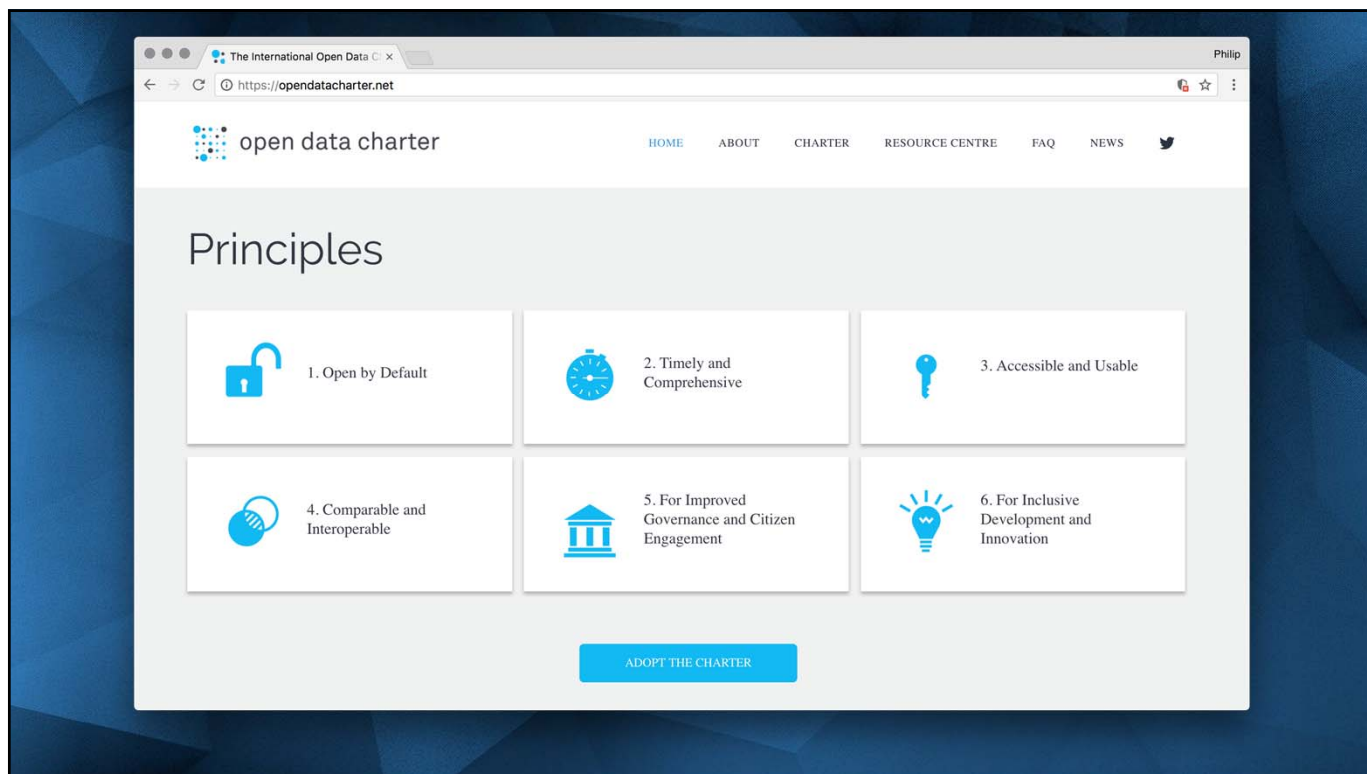 The International Open Data C
Philip
https://opendatacharter.net
open data charter
HOME ABOUT CHARTER RESOURCE CENTRE FAQ NEWS
Principles
1. Open by Default
2. Timely and
Comprehensive
3. Accessible and Usable
4. Comparable and
Interoperable
5. For Improved
Governance and Citizen
Engagement
6. For Inclusive
Development and
Innovation
ADOPT THE CHARTER